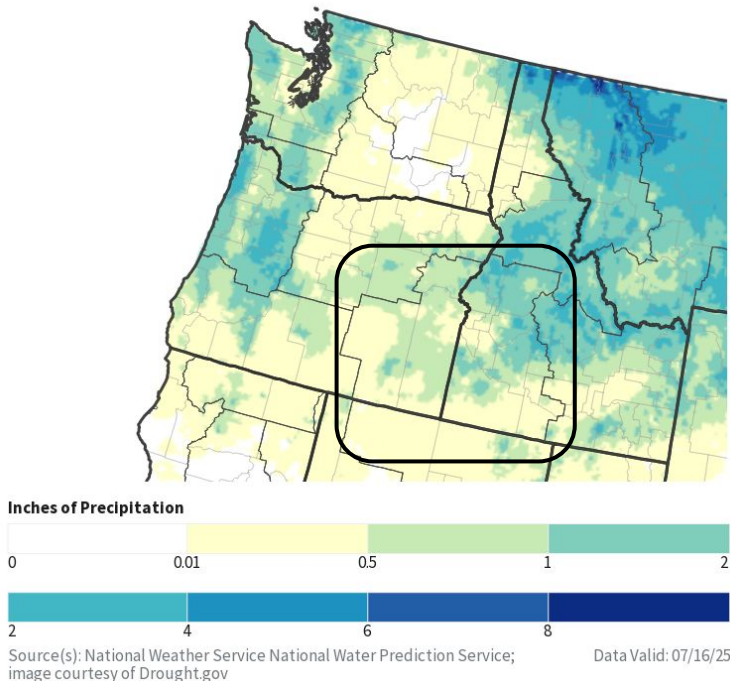 Inches of Precipitation
0 0.01 0.5 1 2
2 4 6 8
Source(s): National Weather Service National Water Prediction Service; Data Valid: 07/16/25
image courtesy of Drought.gov